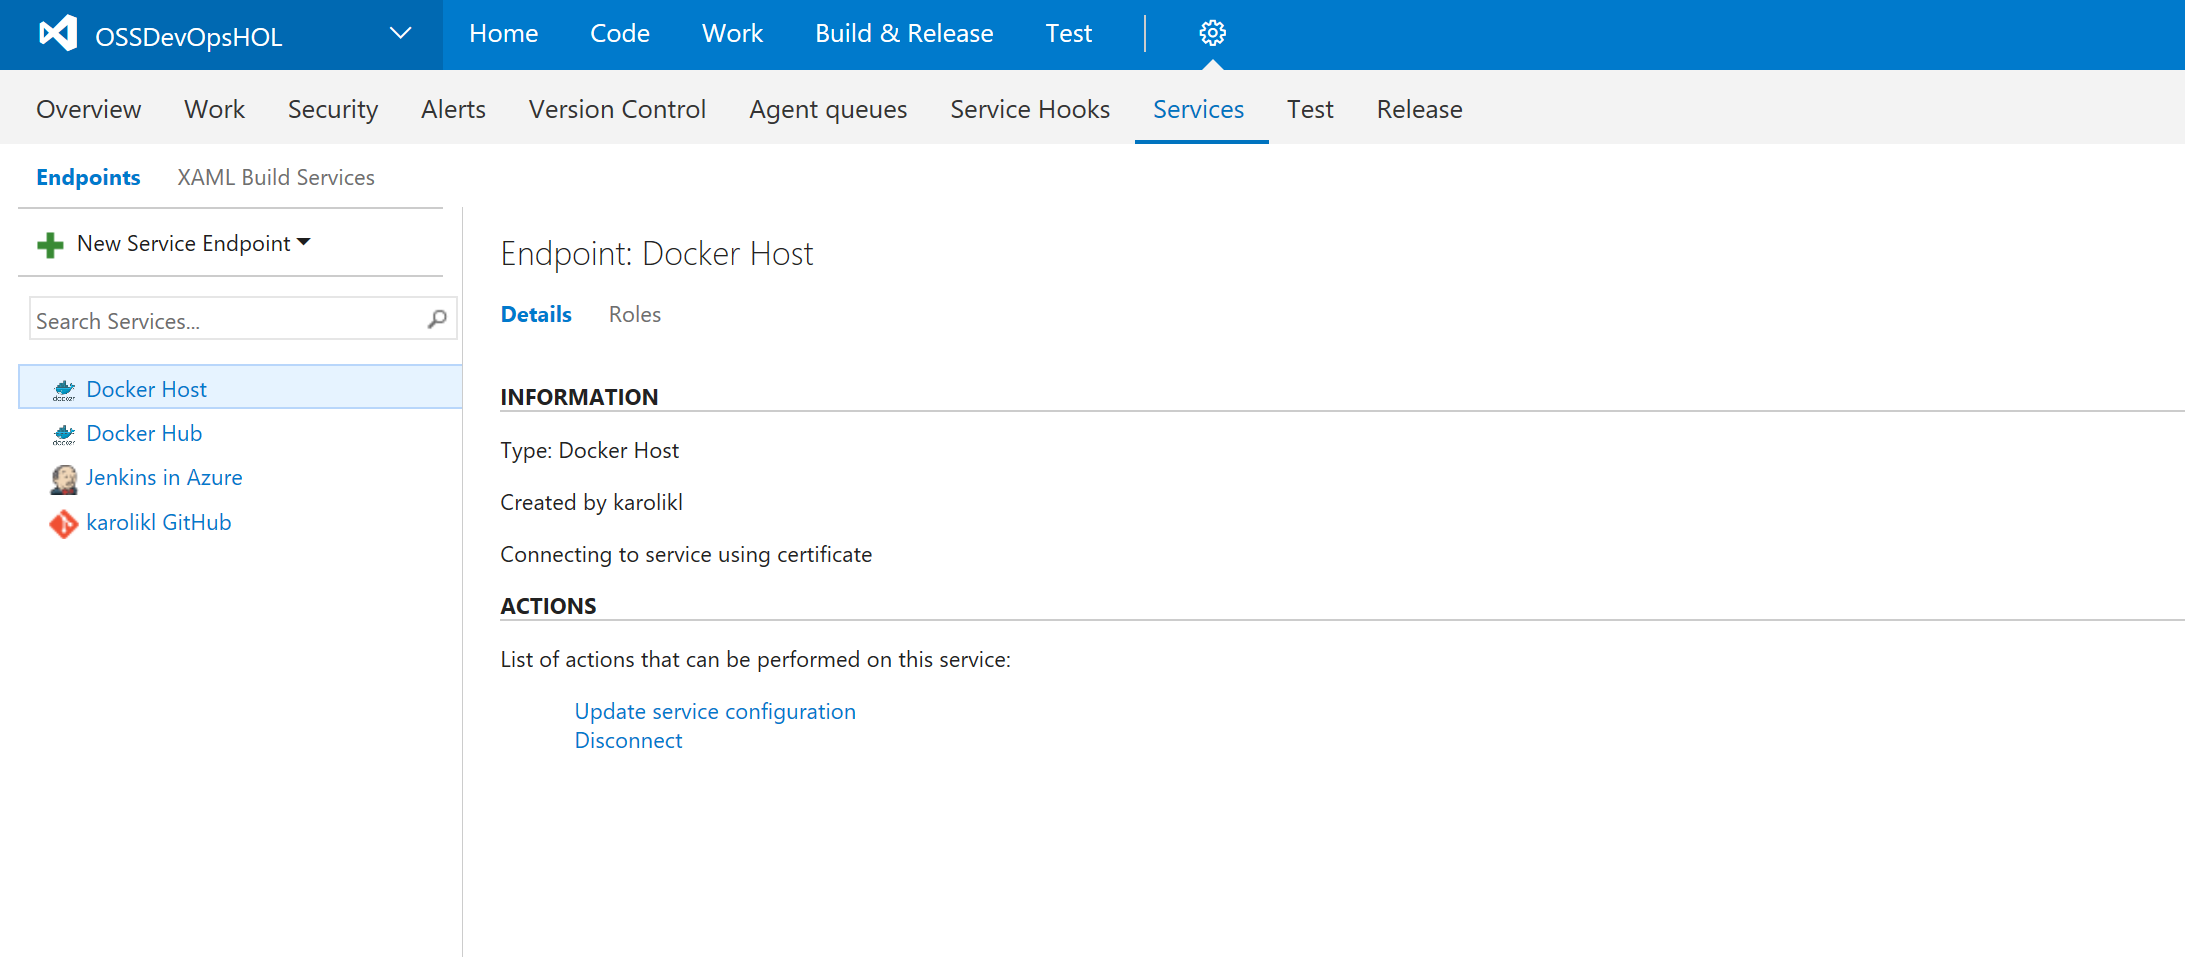 OSSDevOpsHOL
Home Code Work Build & Release Test
Overview Work Security Alerts Version Control Agent queues Service Hooks Services Test Release
Endpoints XAML Build Services
New Service Endpoint
Search Services...
docker Docker Host
docker Docker Hub
Jenkins in Azure
karolikl GitHub
Endpoint: Docker Host
Details Roles
INFORMATION
Type: Docker Host
Created by karolikl
Connecting to service using certificate
ACTIONS
List of actions that can be performed on this service:
Update service configuration
Disconnect